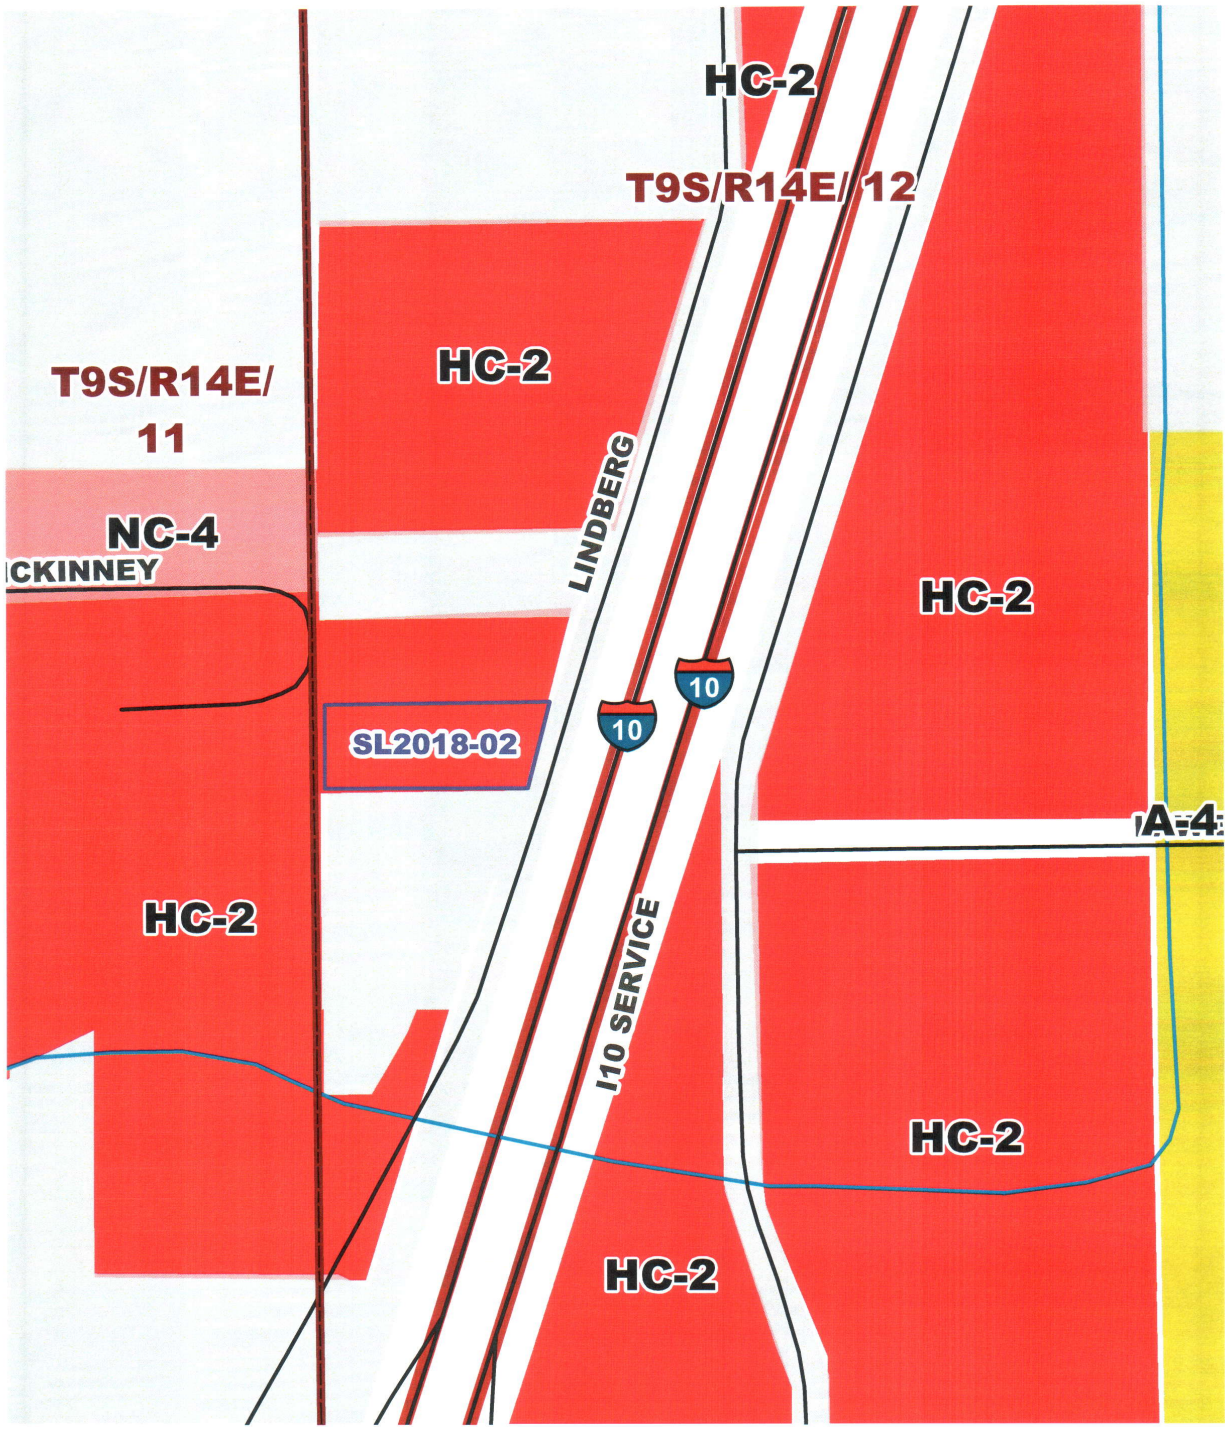 HC-2
T9S/R14E/ 12
HC-2
T9S/R14E/
11
LINDBERG
NC-4
CKINNEY
HC-2
10
10
SL2018-02
A-4
HC-2
I10 SERVICE
HC-2
HC-2